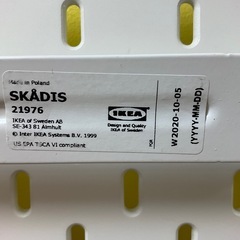 Made in Poland
SKÅDIS
21976
IKEA of Sweden AB
SE-343 81 Älmhult
© Inter IKEA Systems B.V. 1999
US EPA TSCA VI compliant
IKEA
Design and Quality
IKEA of Sweden
W2020-10-05
(YYYY-MM-DD)